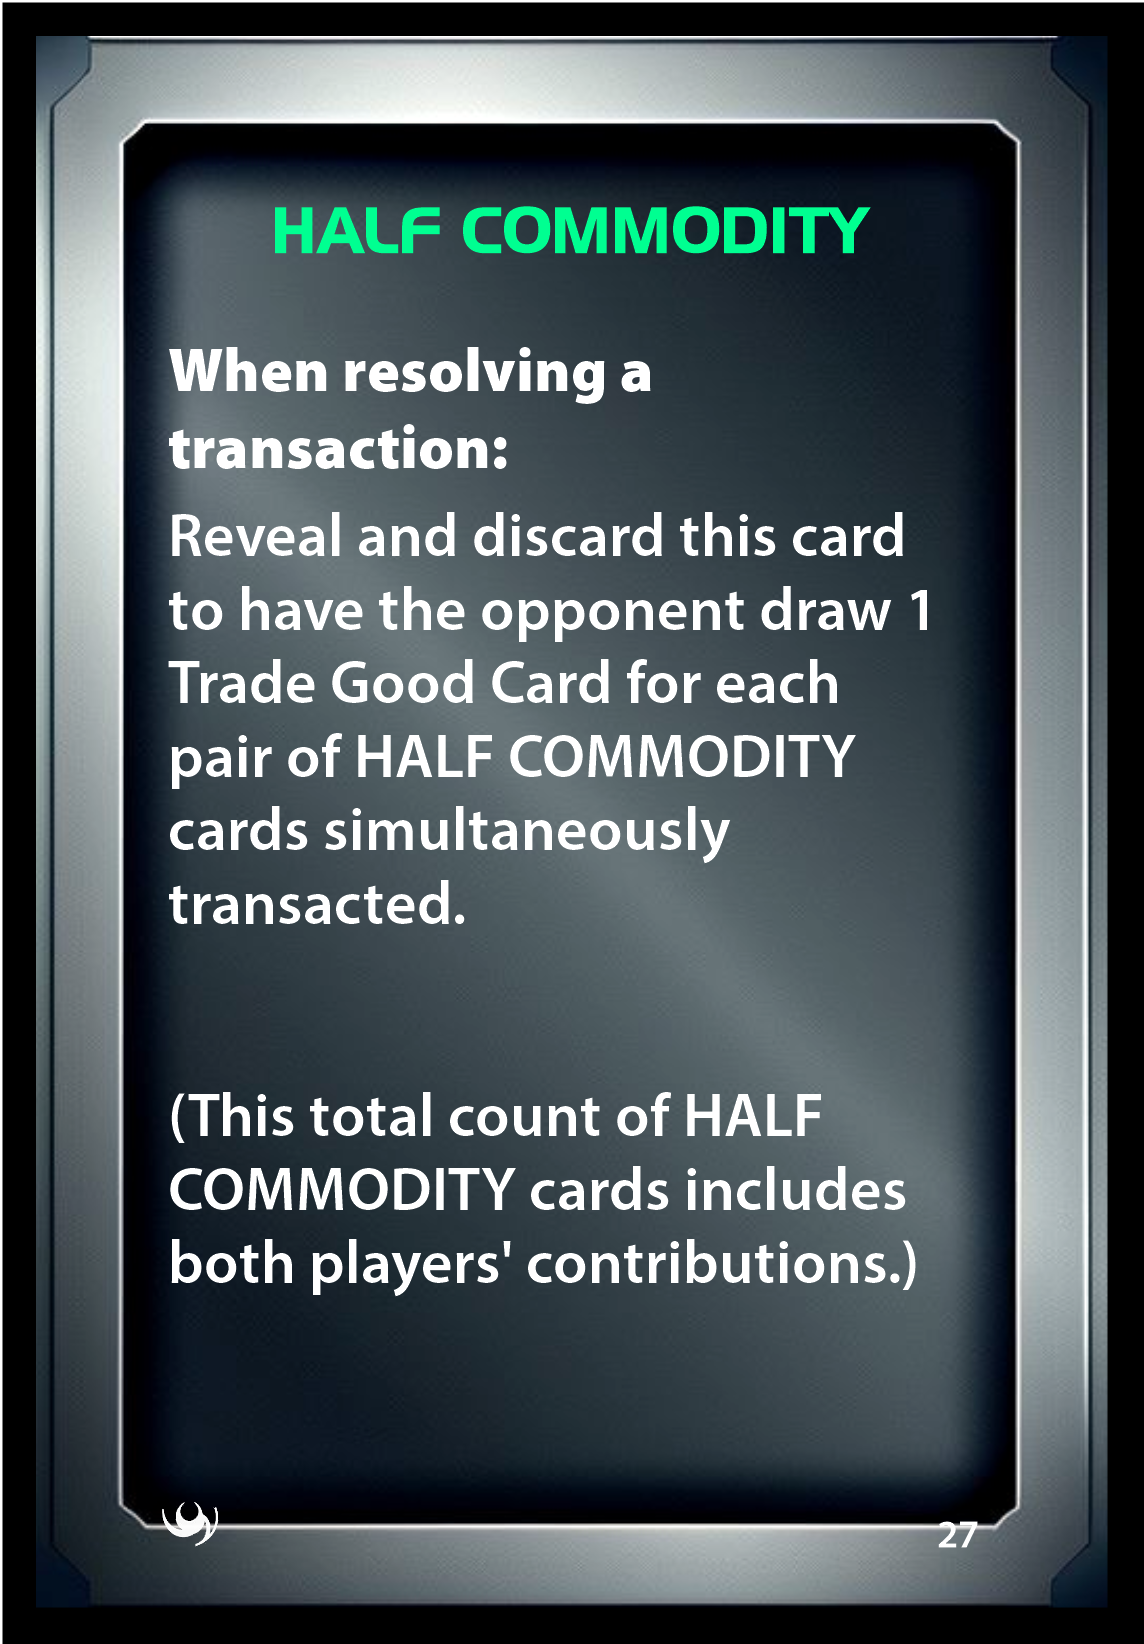 HALF COMMODITY
When resolving a
transaction:
Reveal and discard this card
to have the opponent draw 1
Trade Good Card for each
pair of HALF COMMODITY
cards simultaneously
transacted.
(This total count of HALF
COMMODITY cards includes
both players' contributions.)
27